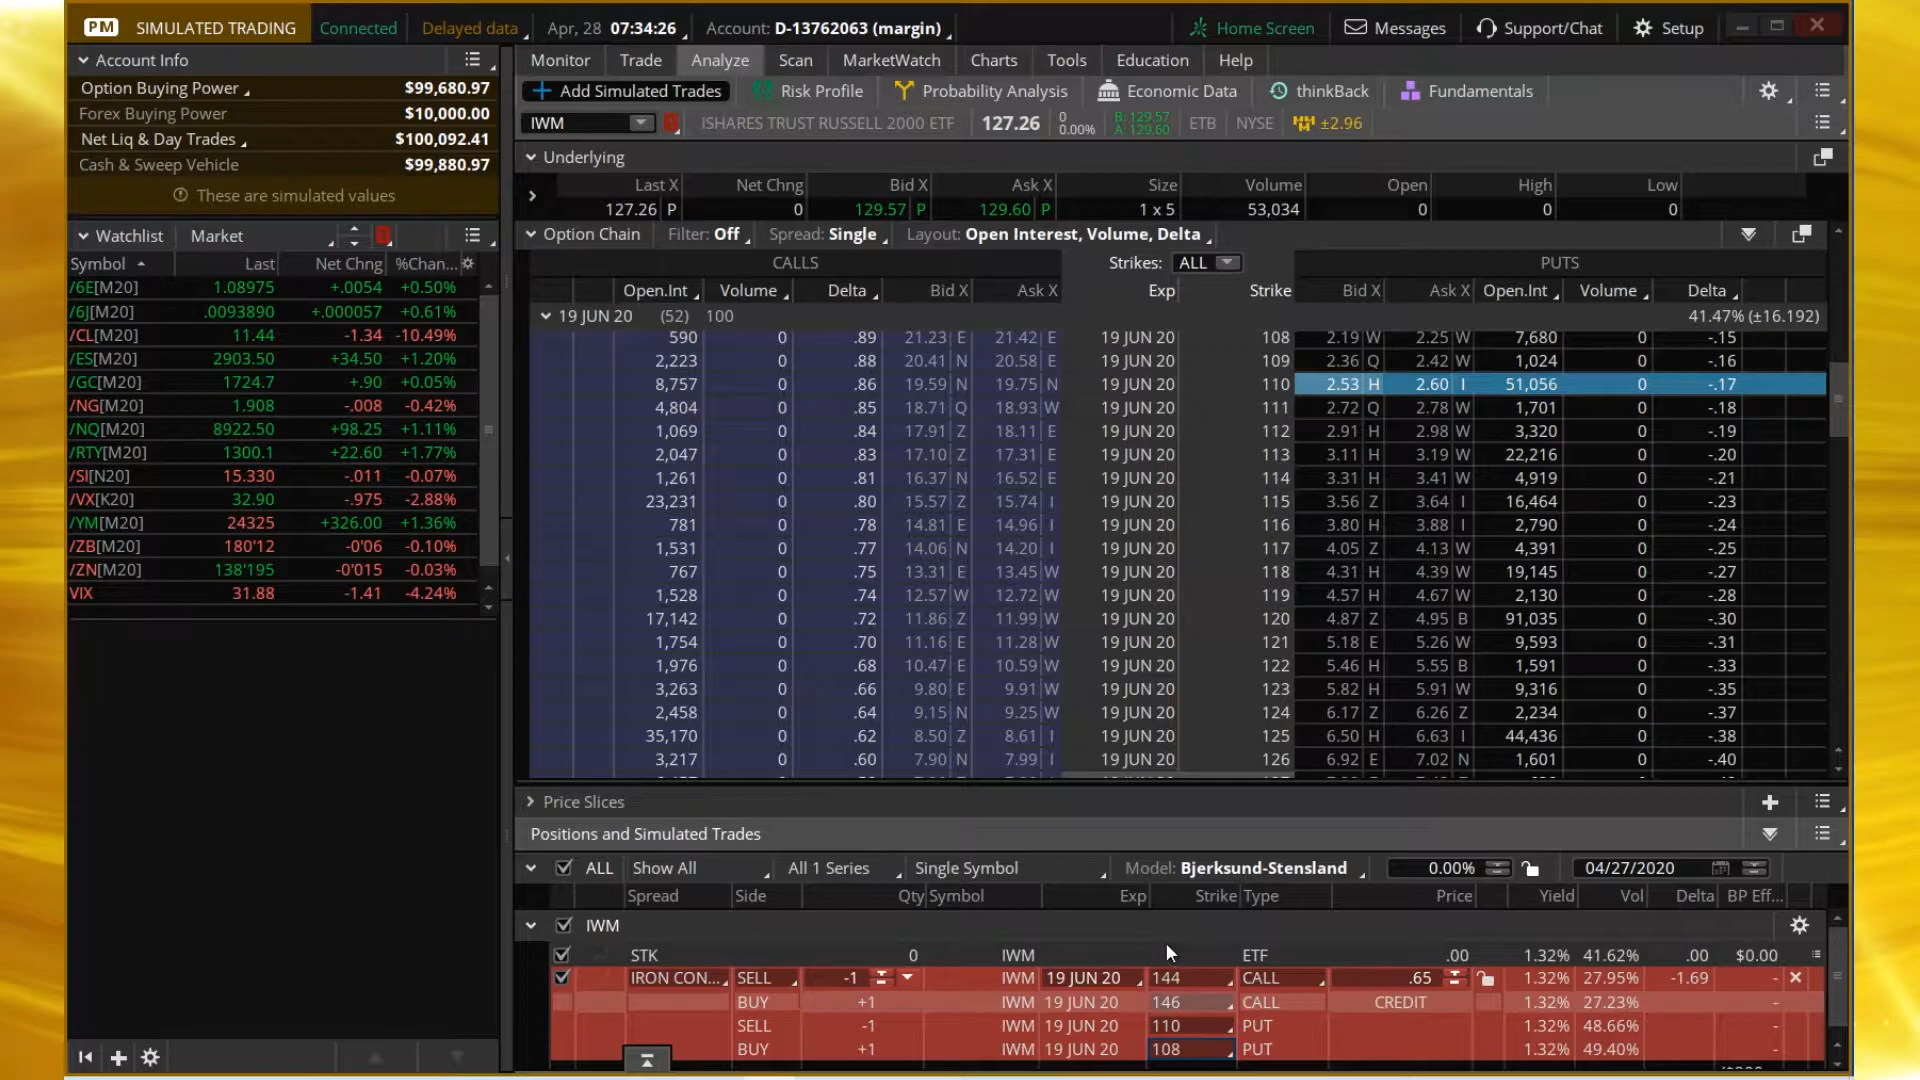 PM SIMULATED TRADING Connected Delayed data Apr, 28 07:34:26 Account: D-13762063 (margin) Home Screen Messages Support/Chat Setup
Account Info
Option Buying Power $99,680.97
Forex Buying Power $10,000.00
Net Liq & Day Trades $100,092.41
Cash & Sweep Vehicle $99,880.97
These are simulated values
Watchlist Market 1
Symbol Last Net Chng %Chan...
/6E[M20] 1.08975 +.0054 +0.50%
/6J[M20] .0093890 +.000057 +0.61%
/CL[M20] 11.44 -1.34 -10.49%
/ES[M20] 2903.50 +34.50 +1.20%
/GC[M20] 1724.7 +.90 +0.05%
/NG[M20] 1.908 -.008 -0.42%
/NQ[M20] 8922.50 +98.25 +1.11%
/RTY[M20] 1300.1 +22.60 +1.77%
/SI[N20] 15.330 -.011 -0.07%
/VX[K20] 32.90 -.975 -2.88%
/YM[M20] 24325 +326.00 +1.36%
/ZB[M20] 180'12 -0'06 -0.10%
/ZN[M20] 138'195 -0'015 -0.03%
VIX 31.88 -1.41 -4.24%
Monitor Trade Analyze Scan MarketWatch Charts Tools Education Help
Add Simulated Trades Risk Profile Probability Analysis Economic Data thinkBack Fundamentals
IWM ISHARES TRUST RUSSELL 2000 ETF 127.26 0 0.00% B: 129.57 A: 129.60 ETB NYSE ±2.96
Underlying
Last X Net Chng Bid X Ask X Size Volume Open High Low
127.26 P 0 129.57 P 129.60 P 1 x 5 53,034 0 0 0
Option Chain Filter: Off Spread: Single Layout: Open Interest, Volume, Delta
CALLS Strikes: ALL PUTS
Open.Int Volume Delta Bid X Ask X Exp Strike Bid X Ask X Open.Int Volume Delta
19 JUN 20 (52) 100 41.47% (±16.192)
590 0 .89 21.23 E 21.42 E 19 JUN 20 108 2.19 W 2.25 W 7,680 0 -.15
2,223 0 .88 20.41 N 20.58 E 19 JUN 20 109 2.36 Q 2.42 W 1,024 0 -.16
8,757 0 .86 19.59 N 19.75 N 19 JUN 20 110 2.53 H 2.60 I 51,056 0 -.17
4,804 0 .85 18.71 Q 18.93 W 19 JUN 20 111 2.72 Q 2.78 W 1,701 0 -.18
1,069 0 .84 17.91 Z 18.11 E 19 JUN 20 112 2.91 H 2.98 W 3,320 0 -.19
2,047 0 .83 17.10 Z 17.31 E 19 JUN 20 113 3.11 H 3.19 W 22,216 0 -.20
1,261 0 .81 16.37 N 16.52 E 19 JUN 20 114 3.31 H 3.41 W 4,919 0 -.21
23,231 0 .80 15.57 Z 15.74 I 19 JUN 20 115 3.56 Z 3.64 I 16,464 0 -.23
781 0 .78 14.81 E 14.96 I 19 JUN 20 116 3.80 H 3.88 I 2,790 0 -.24
1,531 0 .77 14.06 N 14.20 I 19 JUN 20 117 4.05 Z 4.13 W 4,391 0 -.25
767 0 .75 13.31 E 13.45 W 19 JUN 20 118 4.31 H 4.39 W 19,145 0 -.27
1,528 0 .74 12.57 W 12.72 W 19 JUN 20 119 4.57 H 4.67 W 2,130 0 -.28
17,142 0 .72 11.86 Z 11.99 W 19 JUN 20 120 4.87 Z 4.95 B 91,035 0 -.30
1,754 0 .70 11.16 E 11.28 W 19 JUN 20 121 5.18 E 5.26 W 9,593 0 -.31
1,976 0 .68 10.47 E 10.59 W 19 JUN 20 122 5.46 H 5.55 B 1,591 0 -.33
3,263 0 .66 9.80 E 9.91 W 19 JUN 20 123 5.82 H 5.91 W 9,316 0 -.35
2,458 0 .64 9.15 N 9.25 W 19 JUN 20 124 6.17 Z 6.26 Z 2,234 0 -.37
35,170 0 .62 8.50 Z 8.61 I 19 JUN 20 125 6.50 H 6.63 I 44,436 0 -.38
3,217 0 .60 7.90 N 7.99 I 19 JUN 20 126 6.92 E 7.02 N 1,601 0 -.40
Price Slices
Positions and Simulated Trades
ALL Show All All 1 Series Single Symbol Model: Bjerksund-Stensland 0.00% 04/27/2020
Spread Side Qty Symbol Exp Strike Type Price Yield Vol Delta BP Eff...
IWM
STK 0 IWM ETF .00 1.32% 41.62% .00 $0.00
IRON CON... SELL -1 IWM 19 JUN 20 144 CALL .65 1.32% 27.95% -1.69 -
BUY +1 IWM 19 JUN 20 146 CALL CREDIT 1.32% 27.23% -
SELL -1 IWM 19 JUN 20 110 PUT 1.32% 48.66% -
BUY +1 IWM 19 JUN 20 108 PUT 1.32% 49.40% -